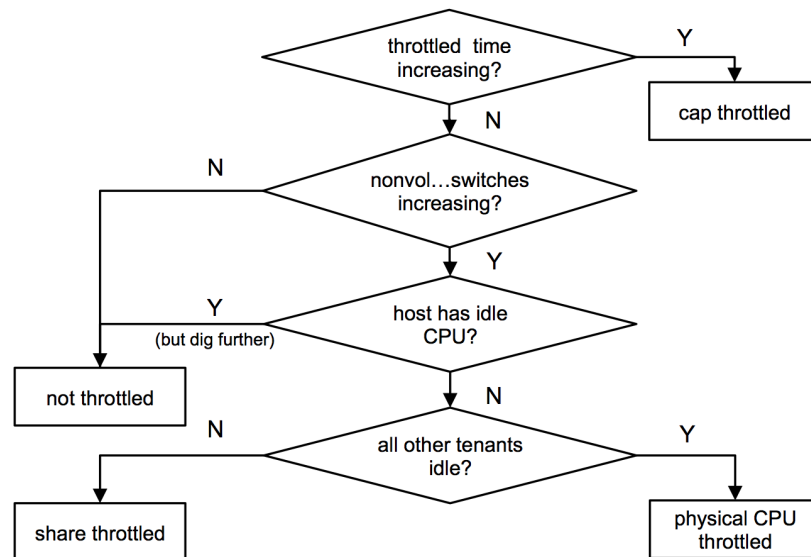 throttled time
increasing?
Y
cap throttled
N
N
nonvol…switches
increasing?
Y
Y
(but dig further)
host has idle
CPU?
not throttled
N
N
all other tenants
idle?
Y
share throttled
physical CPU
throttled